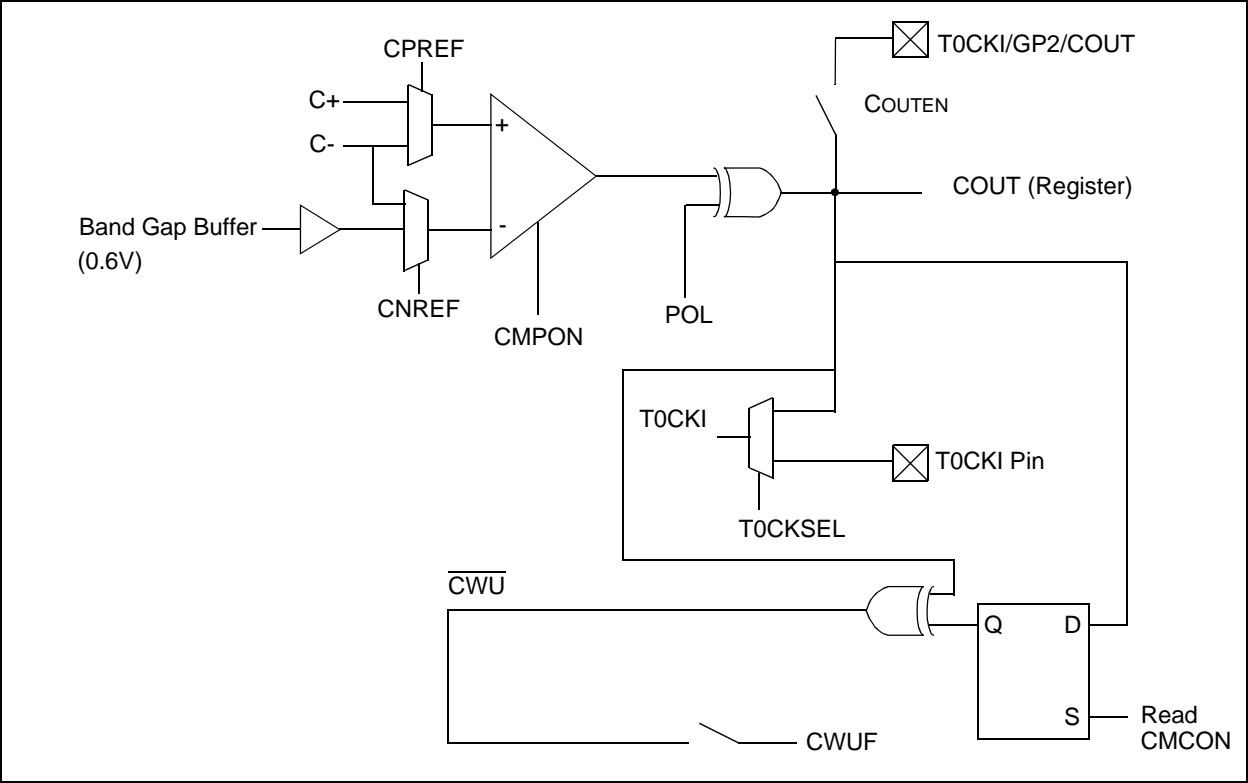 CPREF
T0CKI/GP2/COUT
C+
COUTEN
C-
+
COUT (Register)
Band Gap Buffer
(0.6V)
-
CNREF
POL
CMPON
T0CKI
T0CKI Pin
T0CKSEL
CWU
Q D
S
Read
CMCON
CWUF